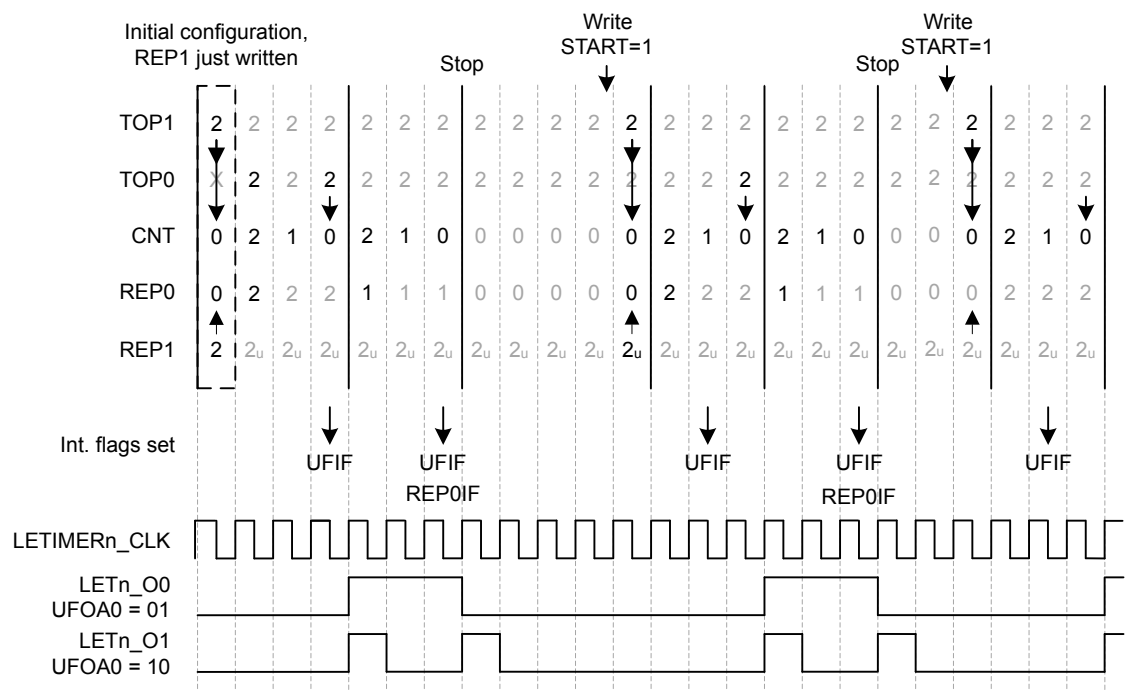 Initial configuration,
REP1 just written
Stop
Write
START=1
Stop
Write
START=1
TOP1 2 2 2 2 2 2 2 2 2 2 2 2 2 2 2 2 2 2 2 2 2 2 2 2
TOP0 X 2 2 2 2 2 2 2 2 2 2 2 2 2 2 2 2 2 2 2 2 2 2 2
CNT 0 2 1 0 2 1 0 0 0 0 0 0 2 1 0 2 1 0 0 0 0 2 1 0
REP0 0 2 2 2 1 1 1 0 0 0 0 0 2 2 2 1 1 1 0 0 0 2 2 2
REP1 2 2u 2u 2u 2u 2u 2u 2u 2u 2u 2u 2u 2u 2u 2u 2u 2u 2u 2u 2u 2u 2u 2u 2u
Int. flags set
UFIF UFIF UFIF UFIF UFIF
REP0IF REP0IF
LETIMERn_CLK
LETn_O0
UFOA0 = 01
LETn_O1
UFOA0 = 10